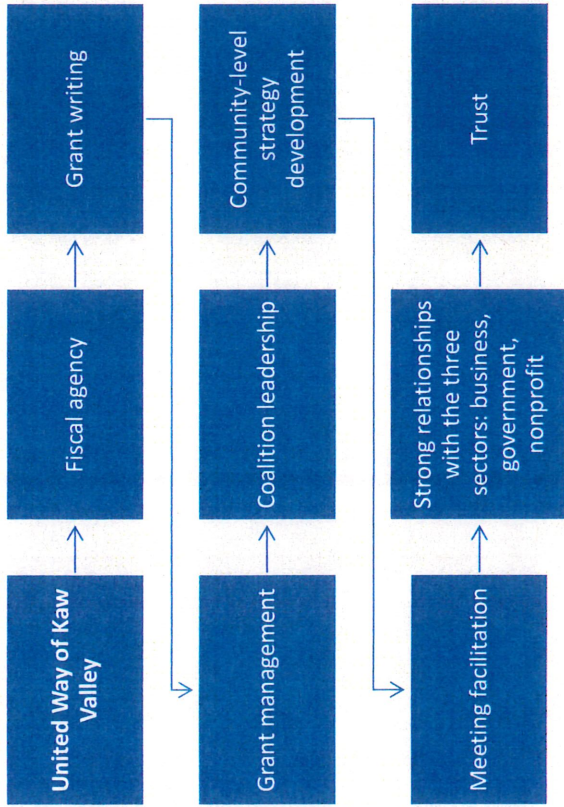 United Way of Kaw
Valley
Fiscal agency
Grant writing
Grant management
Coalition leadership
Community-level
strategy
development
Meeting facilitation
Strong relationships
with the three
sectors: business,
government,
nonprofit
Trust